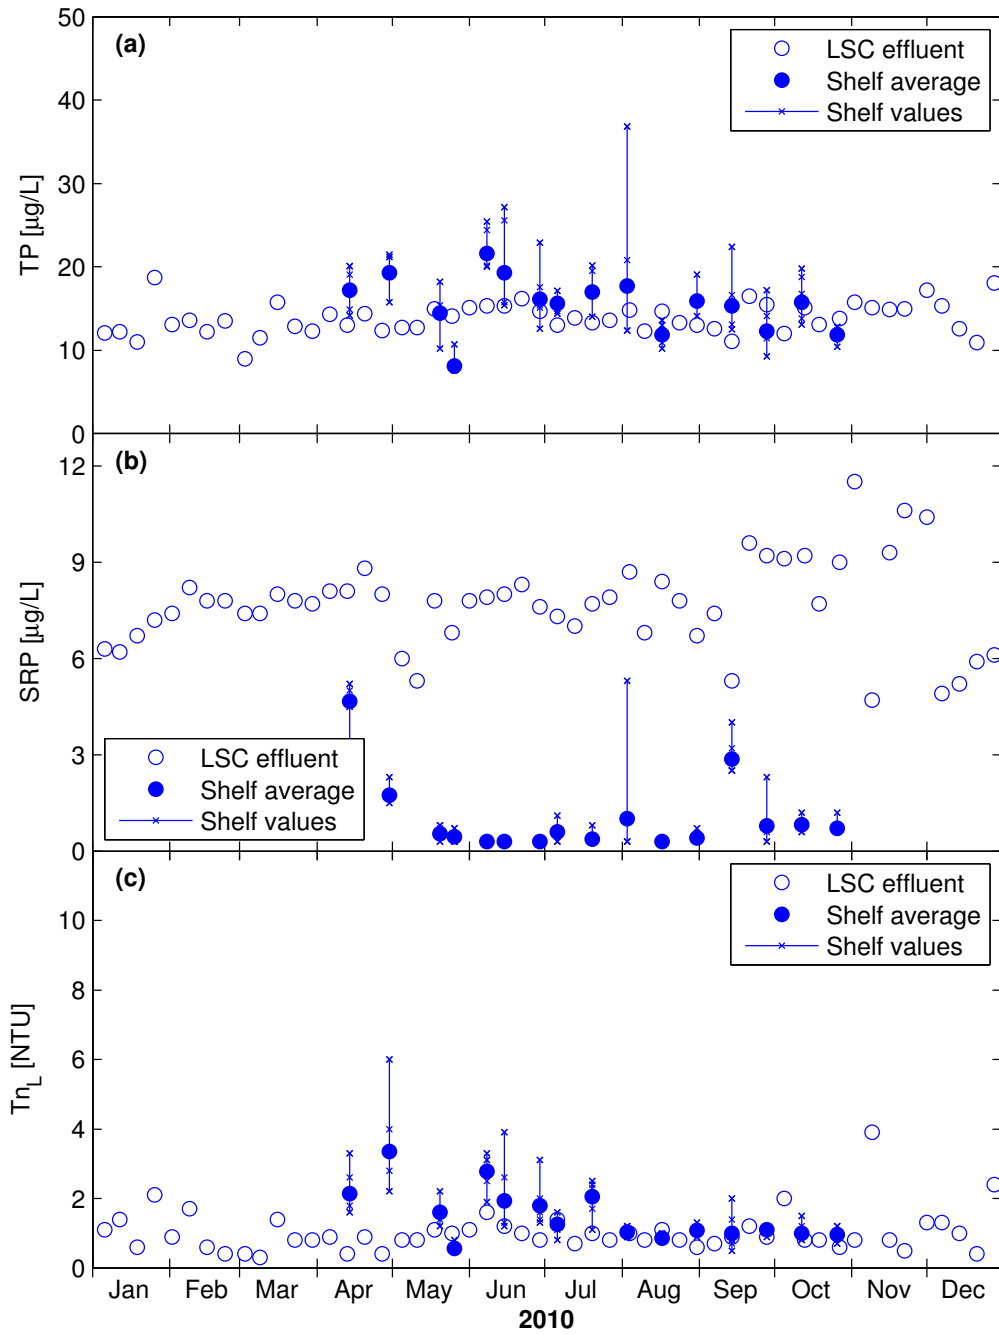 (a)
LSC effluent
Shelf average
Shelf values
TP [µg/L]
50
40
30
20
10
0
(b)
SRP [µg/L]
12
9
6
3
0
LSC effluent
Shelf average
Shelf values
(c)
LSC effluent
Shelf average
Shelf values
Tn_L [NTU]
10
8
6
4
2
0
Jan Feb Mar Apr May Jun Jul Aug Sep Oct Nov Dec
2010